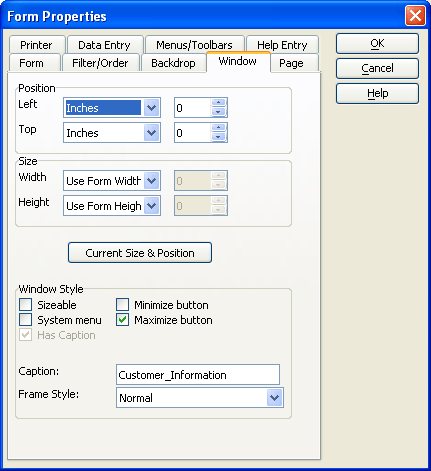 Form Properties
Printer Data Entry Menus/Toolbars Help Entry
Form Filter/Order Backdrop Window Page
OK
Cancel
Help
Position
Left Inches 0
Top Inches 0
Size
Width Use Form Width 0
Height Use Form Heigh 0
Current Size & Position
Window Style
Sizeable Minimize button
System menu Maximize button
Has Caption
Caption: Customer_Information
Frame Style: Normal